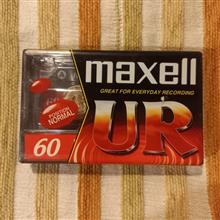 maxell
GREAT FOR EVERYDAY RECORDING
POSITION
NORMAL
UR
60